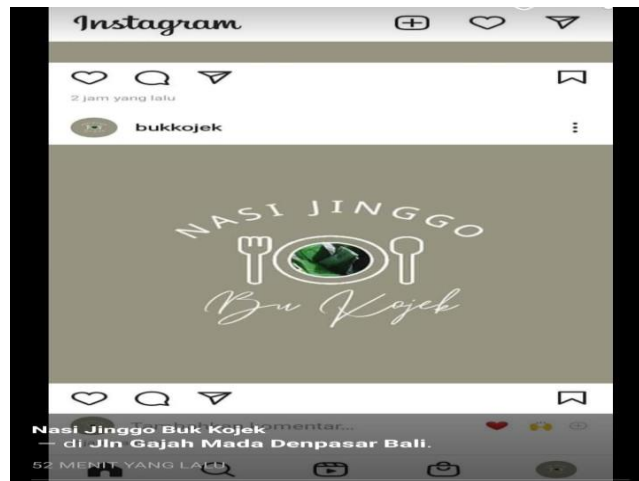 Instagram
2 jam yang lalu
bukkojek
NASI JINGGO
Bu Kojek
Nasi Jinggo Buk Kojek
— di Jln Gajah Mada Denpasar Bali.
52 MENIT YANG LALU